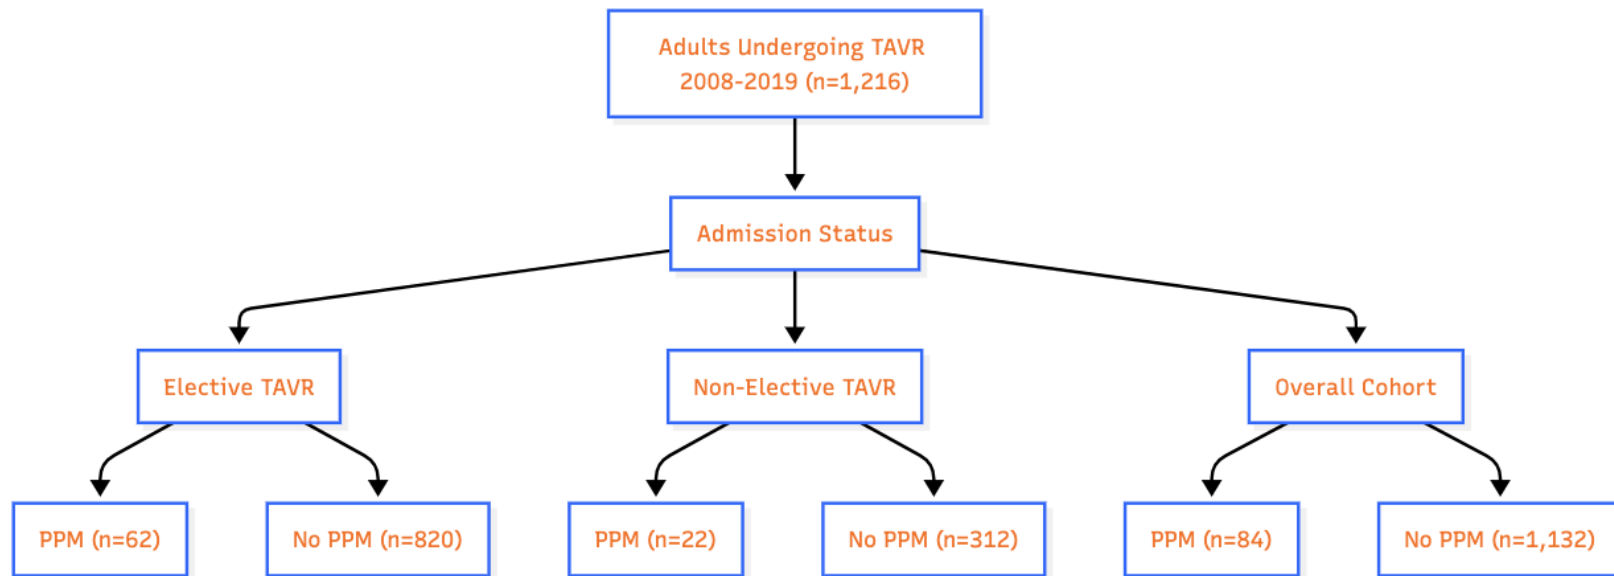 Adults Undergoing TAVR
2008-2019 (n=1,216)
Admission Status
Elective TAVR
Non-Elective TAVR
Overall Cohort
PPM (n=62)
No PPM (n=820)
PPM (n=22)
No PPM (n=312)
PPM (n=84)
No PPM (n=1,132)